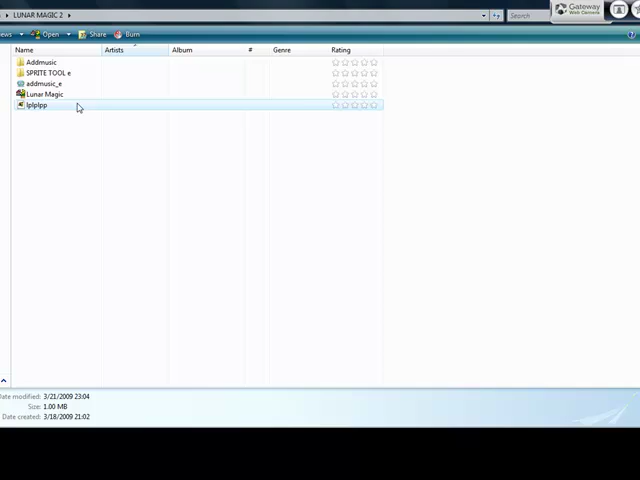 LUNAR MAGIC 2
Search
Gateway
Web Camera
ews
Open
Share
Burn
Name Artists Album # Genre Rating
Addmusic
SPRITE TOOL e
addmusic_e
Lunar Magic
Date modified: 3/21/2009 23:04
Size: 1.00 MB
Date created: 3/18/2009 21:02